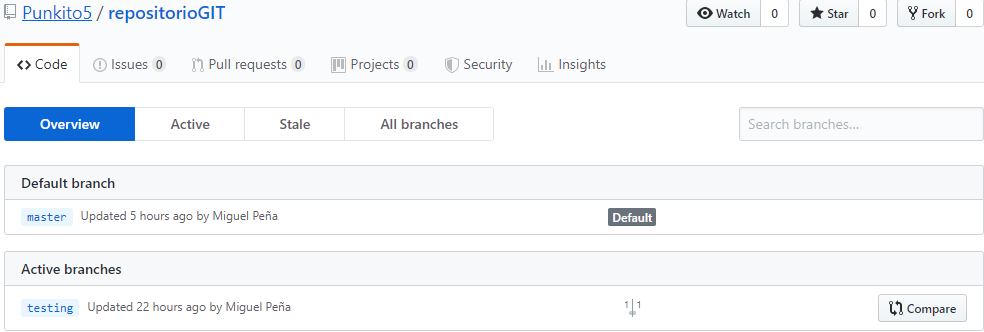 Punkito5 / repositorioGIT
Watch 0 Star 0 Fork 0
Code Issues 0 Pull requests 0 Projects 0 Security Insights
Overview Active Stale All branches Search branches...
Default branch
master Updated 5 hours ago by Miguel Peña Default
Active branches
testing Updated 22 hours ago by Miguel Peña 1 1 Compare